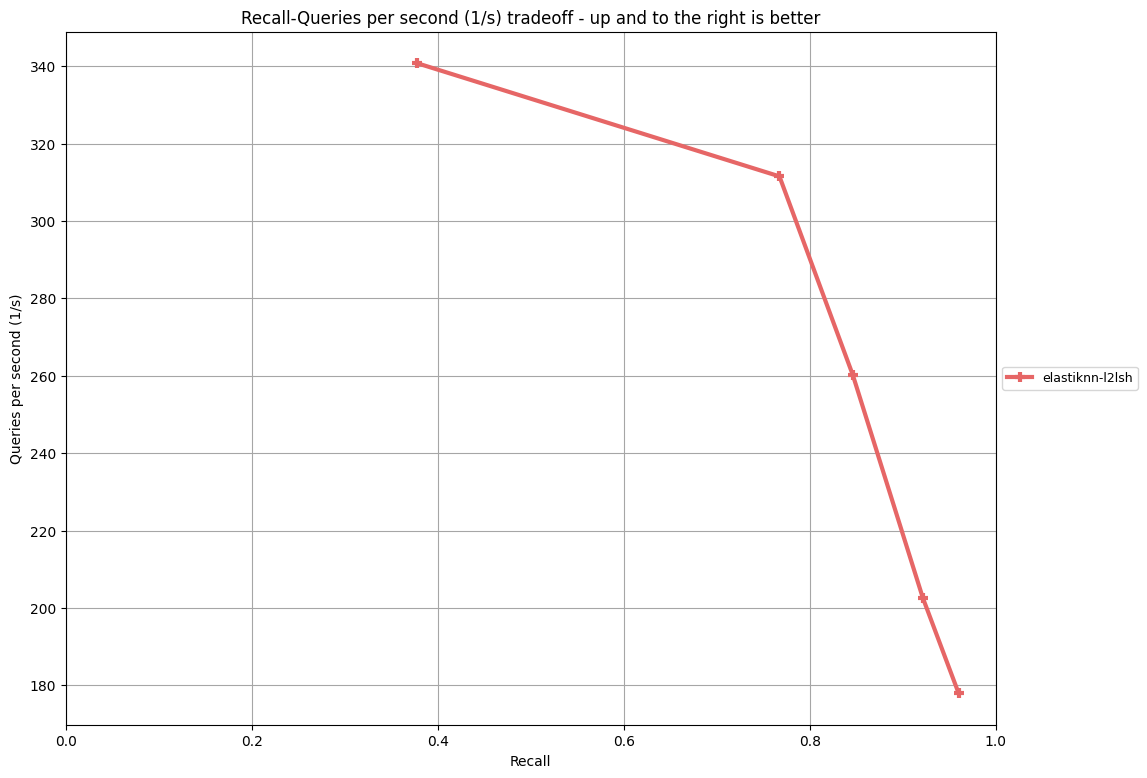 Recall-Queries per second (1/s) tradeoff - up and to the right is better
Queries per second (1/s)
340
320
300
280
260
240
220
200
180
0.0 0.2 0.4 0.6 0.8 1.0
Recall
elastiknn-l2lsh